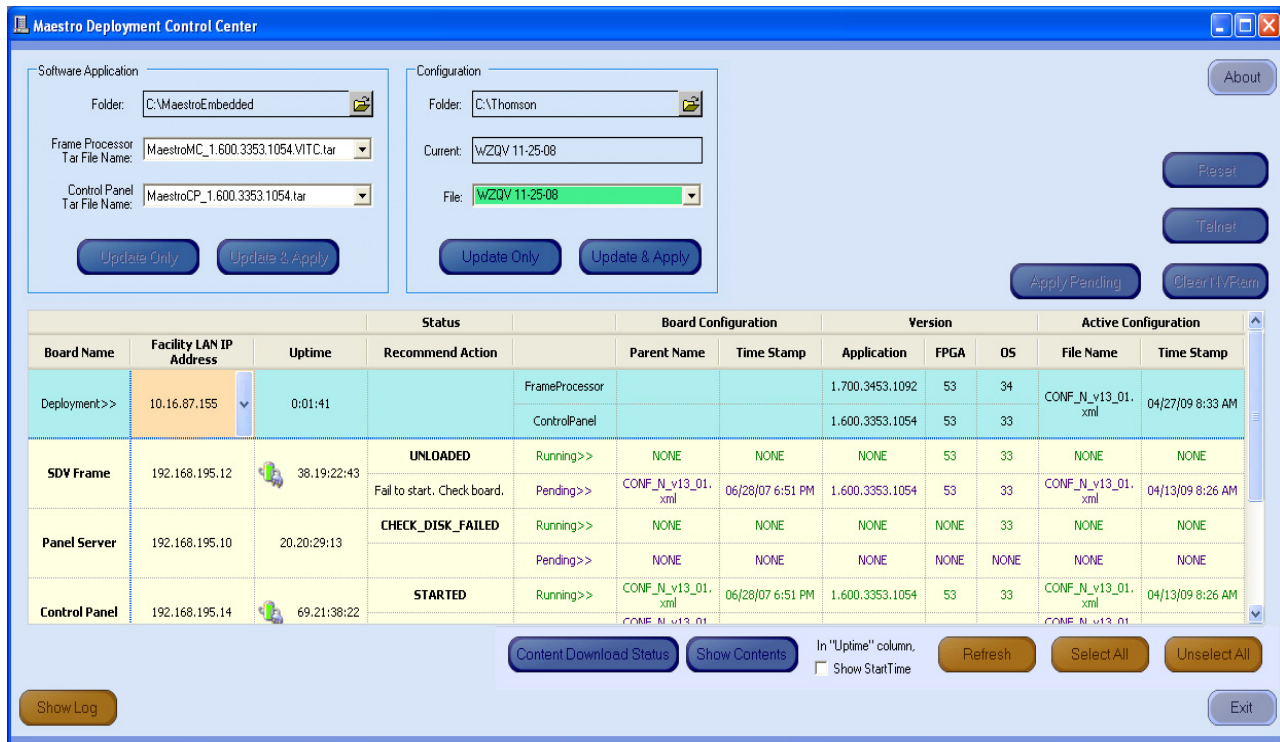 Maestro Deployment Control Center
Software Application
Folder: C:\MaestroEmbedded
Frame Processor
Tar File Name: MaestroMC_1.600.3353.1054.VITC.tar
Control Panel
Tar File Name: MaestroCP_1.600.3353.1054.tar
Update Only Update & Apply
Configuration
Folder: C:\Thomson
Current: WZQV 11-25-08
File: WZQV 11-25-08
Update Only Update & Apply
About
Reset
Telnet
Apply Pending Clear NVRam
Status Board Configuration Version Active Configuration
Board Name Facility LAN IP Address Uptime Recommend Action Parent Name Time Stamp Application FPGA OS File Name Time Stamp
Deployment>> 10.16.87.155 0:01:41 FrameProcessor 1.700.3453.1092 53 34 CONF_N_v13_01.xml 04/27/09 8:33 AM
ControlPanel 1.600.3353.1054 53 33
SDV Frame 192.168.195.12 38.19:22:43 UNLOADED Running>> NONE NONE NONE 53 33 NONE NONE
Fail to start. Check board. Pending>> CONF_N_v13_01.xml 06/28/07 6:51 PM 1.600.3353.1054 53 33 CONF_N_v13_01.xml 04/13/09 8:26 AM
Panel Server 192.168.195.10 20.20:29:13 CHECK_DISK_FAILED Running>> NONE NONE NONE NONE 33 NONE NONE
Pending>> NONE NONE NONE NONE NONE NONE NONE
Control Panel 192.168.195.14 69.21:38:22 STARTED Running>> CONF_N_v13_01.xml 06/28/07 6:51 PM 1.600.3353.1054 53 33 CONF_N_v13_01.xml 04/13/09 8:26 AM
CONF_N_v13_01 CONF_N_v13_01
Content Download Status Show Contents In "Uptime" column, Refresh Select All Unselect All
Show StartTime
Show Log Exit